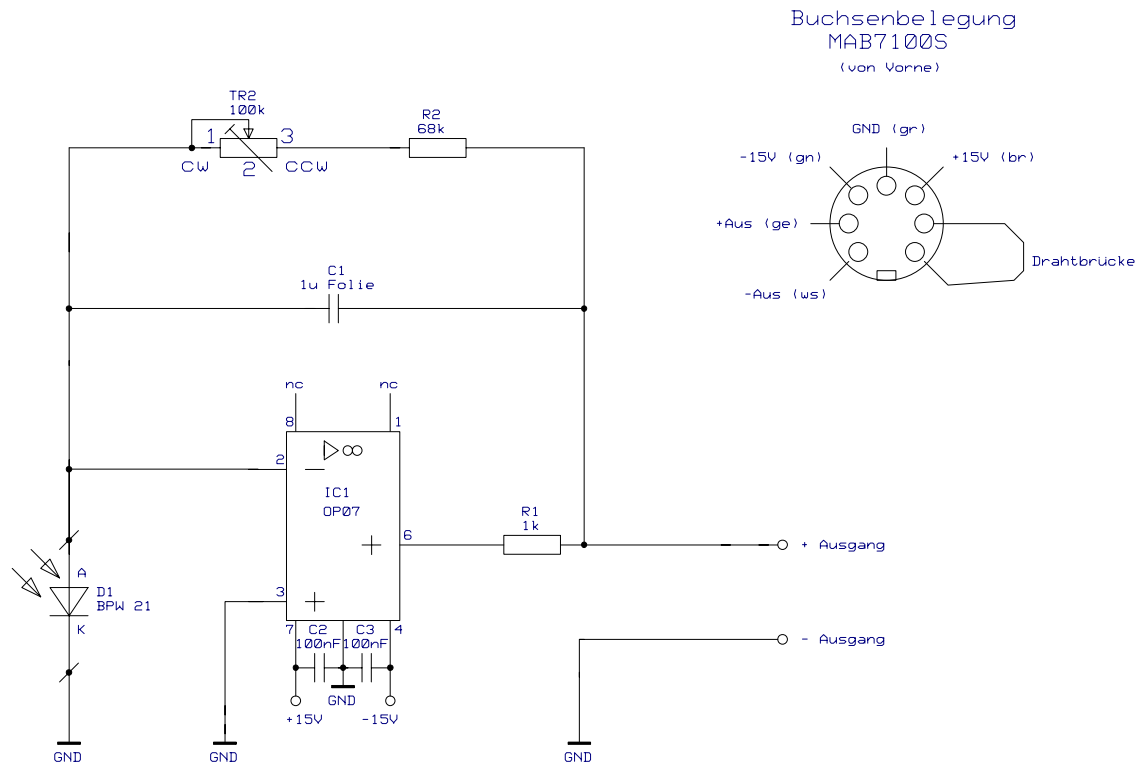 Buchsenbelegung
MAB7100S
(von Vorne)
TR2
100k
1
3
CW
2
CCW
R2
68k
GND (gr)
-15V (gn)
+15V (br)
+Aus (ge)
Drahtbrücke
-Aus (ws)
C1
1u Folie
nc
nc
8
1
2
IC1
OP07
6
R1
1k
+ Ausgang
A
D1
BPW 21
K
3
7
C2
100nF
C3
100nF
4
- Ausgang
GND
+15V
-15V
GND
GND
GND